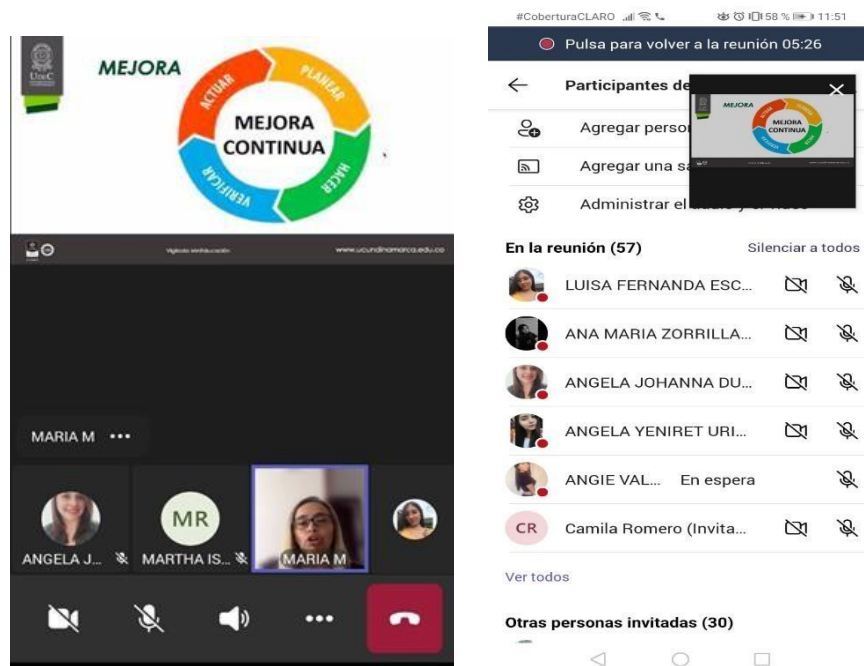 UdeC
MEJORA
ACTUAR
PLANEAR
MEJORA
CONTINUA
VERIFICAR
HACER
www.ucundinamarca.edu.co
MARIA M •••
MR
ANGELA J...
MARTHA IS...
MARIA M
•••
#CoberturaCLARO
58 %
11:51
Pulsa para volver a la reunión 05:26
Participantes de
Agregar perso
Agregar una sa
Administrar el
En la reunión (57)
Silenciar a todos
LUISA FERNANDA ESC...
ANA MARIA ZORRILLA...
ANGELA JOHANNA DU...
ANGELA YENIRET URI...
ANGIE VAL... En espera
CR
Camila Romero (Invita...
Ver todos
Otras personas invitadas (30)
MEJORA
MEJORA
CONTINUA